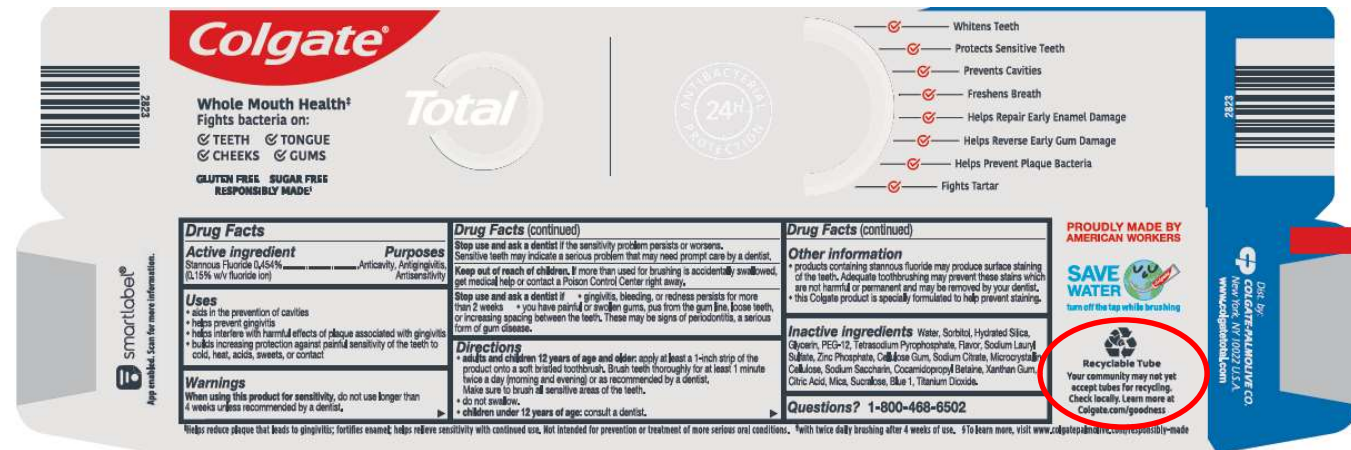 Colgate®
Total
Whole Mouth Health‡
Fights bacteria on:
TEETH TONGUE
CHEEKS GUMS
GLUTEN FREE SUGAR FREE
RESPONSIBLY MADE§
ANTIBACTERIAL
24H
PROTECTION
Whitens Teeth
Protects Sensitive Teeth
Prevents Cavities
Freshens Breath
Helps Repair Early Enamel Damage
Helps Reverse Early Gum Damage
Helps Prevent Plaque Bacteria
Fights Tartar
2823
2823
smartlabel®
App enabled. Scan for more information.
Drug Facts
Active ingredient Purposes
Stannous Fluoride 0.454% Anticavity, Antigingivitis,
(0.15% w/v fluoride ion) Antisensitivity
Uses
• aids in the prevention of cavities
• helps prevent gingivitis
• helps interfere with harmful effects of plaque associated with gingivitis
• builds increasing protection against painful sensitivity of the teeth to
cold, heat, acids, sweets, or contact
Warnings
When using this product for sensitivity, do not use longer than
4 weeks unless recommended by a dentist.
Drug Facts (continued)
Stop use and ask a dentist if the sensitivity problem persists or worsens.
Sensitive teeth may indicate a serious problem that may need prompt care by a dentist.
Keep out of reach of children. If more than used for brushing is accidentally swallowed,
get medical help or contact a Poison Control Center right away.
Stop use and ask a dentist if • gingivitis, bleeding, or redness persists for more
than 2 weeks • you have painful or swollen gums, pus from the gum line, loose teeth,
or increasing spacing between the teeth. These may be signs of periodontitis, a serious
form of gum disease.
Directions
• adults and children 12 years of age and older: apply at least a 1-inch strip of the
product onto a soft bristled toothbrush. Brush teeth thoroughly for at least 1 minute
twice a day (morning and evening) or as recommended by a dentist.
Make sure to brush all sensitive areas of the teeth.
• do not swallow.
• children under 12 years of age: consult a dentist.
Drug Facts (continued)
Other information
• products containing stannous fluoride may produce surface staining
of the teeth. Adequate toothbrushing may prevent these stains which
are not harmful or permanent and may be removed by your dentist.
• this Colgate product is specially formulated to help prevent staining.
Inactive ingredients Water, Sorbitol, Hydrated Silica,
Glycerin, PEG-12, Tetrasodium Pyrophosphate, Flavor, Sodium Lauryl
Sulfate, Zinc Phosphate, Cellulose Gum, Sodium Citrate, Microcrystalline
Cellulose, Sodium Saccharin, Cocamidopropyl Betaine, Xanthan Gum,
Citric Acid, Mica, Sucralose, Blue 1, Titanium Dioxide.
Questions? 1-800-468-6502
PROUDLY MADE BY
AMERICAN WORKERS
SAVE
WATER
turn off the tap while brushing
Recyclable Tube
Your community may not yet
accept tubes for recycling.
Check locally. Learn more at
Colgate.com/goodness
Dist. by:
COLGATE-PALMOLIVE CO.
New York, NY 10022 U.S.A.
www.colgatetotal.com
‡Helps reduce plaque that leads to gingivitis; fortifies enamel; helps relieve sensitivity with continued use. Not intended for prevention or treatment of more serious oral conditions. with twice daily brushing after 4 weeks of use. §To learn more, visit www.colgatepalmolive.com/responsibly-made